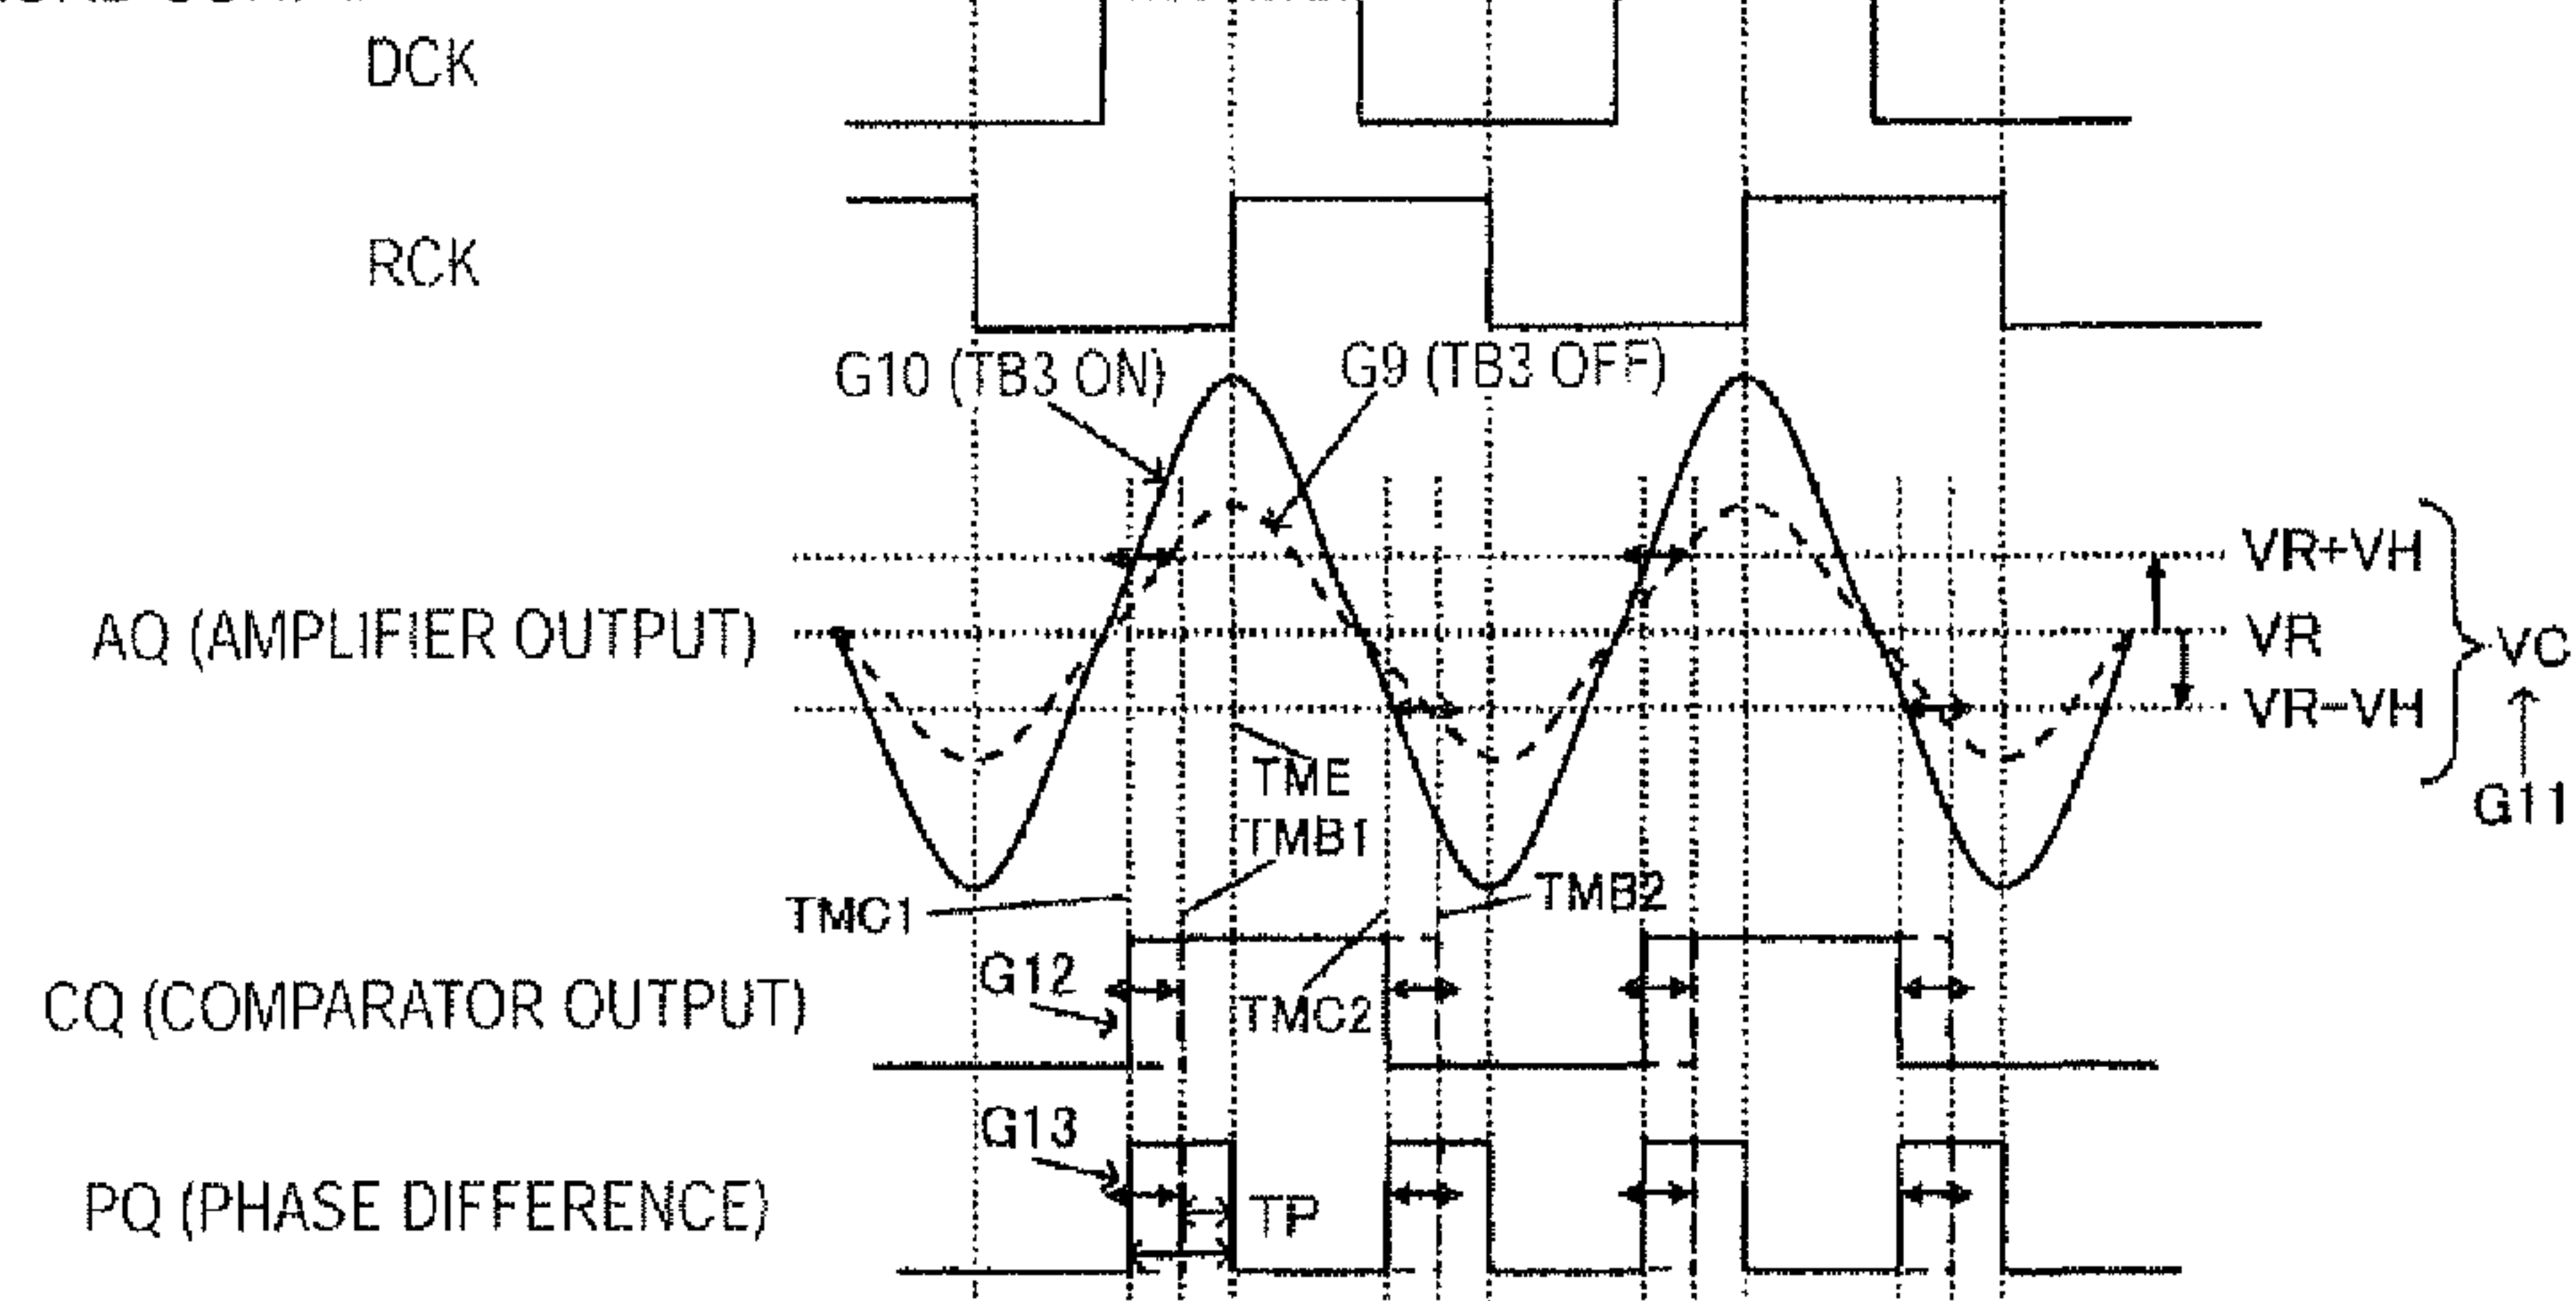 DCK
RCK
G10 (TB3 ON)
G9 (TB3 OFF)
VR+VH
AQ (AMPLIFIER OUTPUT)
VR
VC
VR-VH
TME
G11
TMB1
TMC1
TMB2
G12
CQ (COMPARATOR OUTPUT)
TMC2
G13
PQ (PHASE DIFFERENCE)
TP